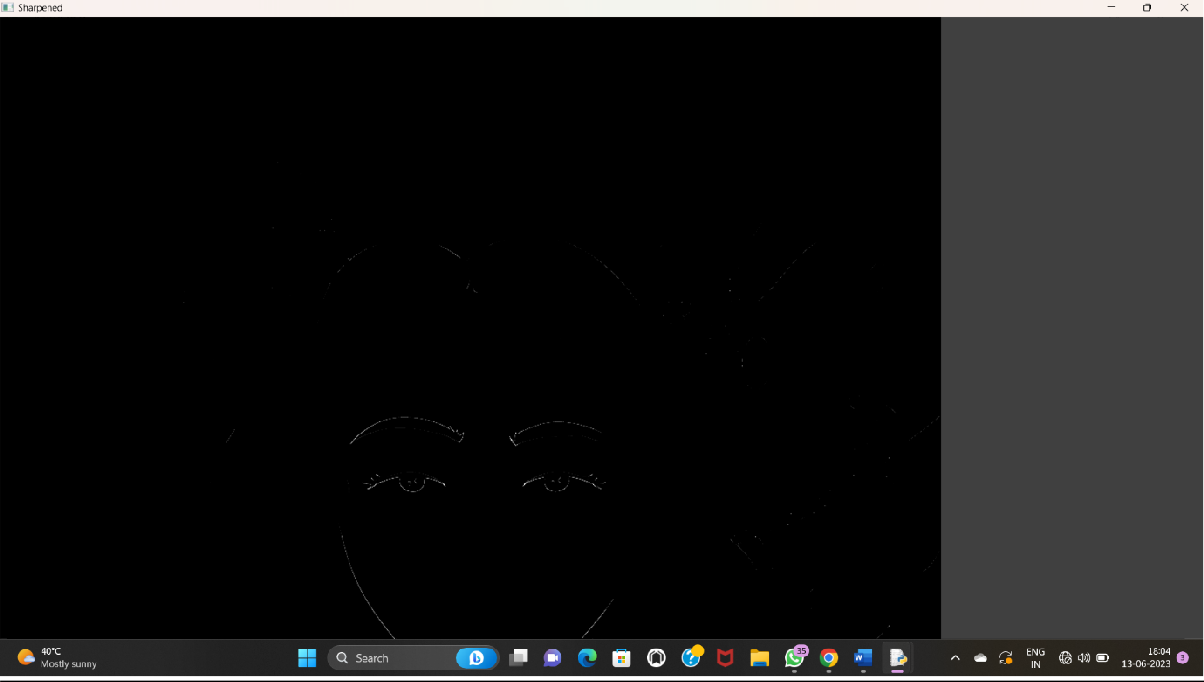 Sharpened
40°C
Mostly sunny
Search
35
ENG
IN
18:04
13-06-2023
3